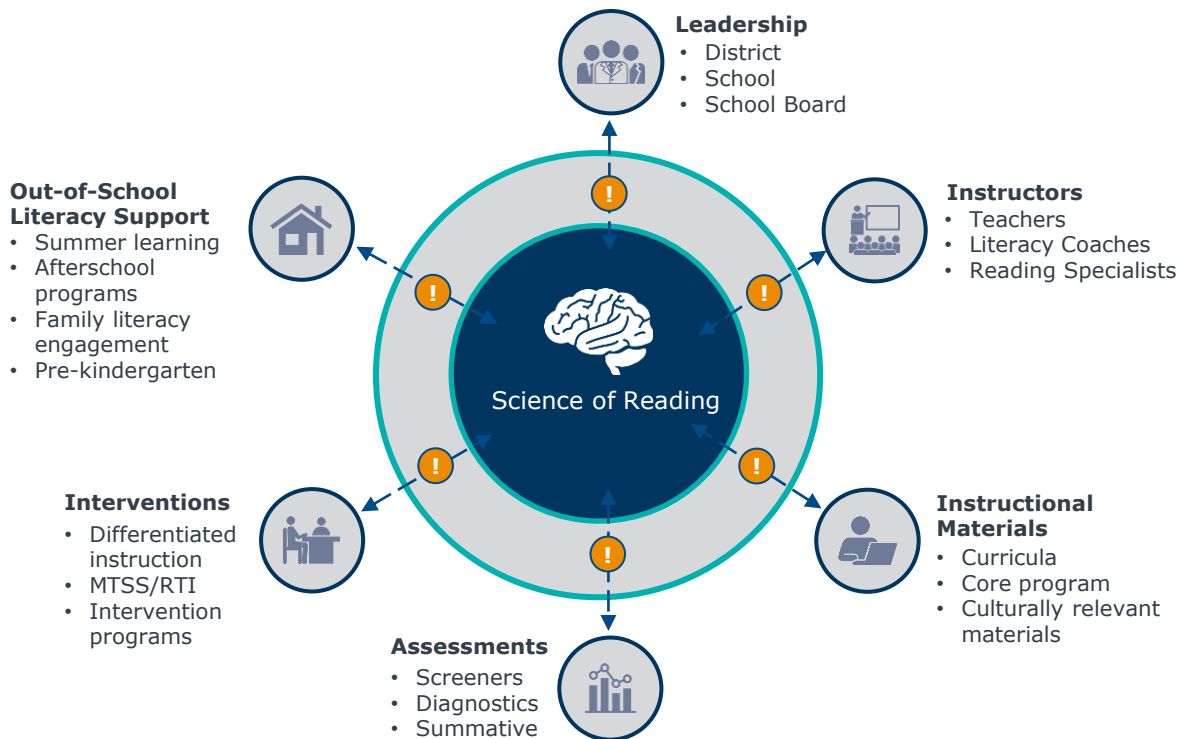 Leadership
• District
• School
• School Board
Out-of-School
Literacy Support
• Summer learning
• Afterschool
programs
• Family literacy
engagement
• Pre-kindergarten
Instructors
• Teachers
• Literacy Coaches
• Reading Specialists
!
!
!
Science of Reading
!
!
!
Interventions
• Differentiated
instruction
• MTSS/RTI
• Intervention
programs
Instructional
Materials
• Curricula
• Core program
• Culturally relevant
materials
Assessments
• Screeners
• Diagnostics
• Summative